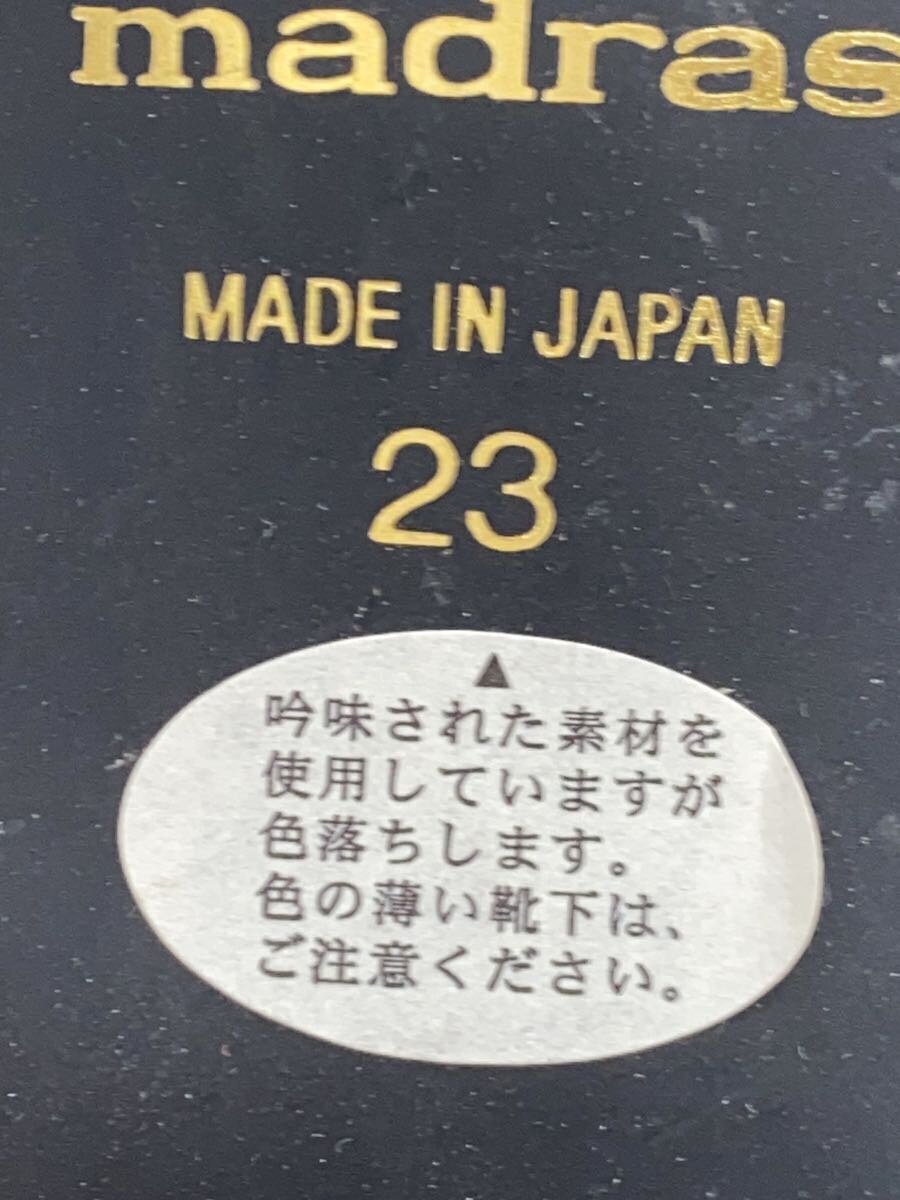 madras
MADE IN JAPAN
23
▲
吟味された素材を
使用していますが
色落ちします。
色の薄い靴下は、
ご注意ください。